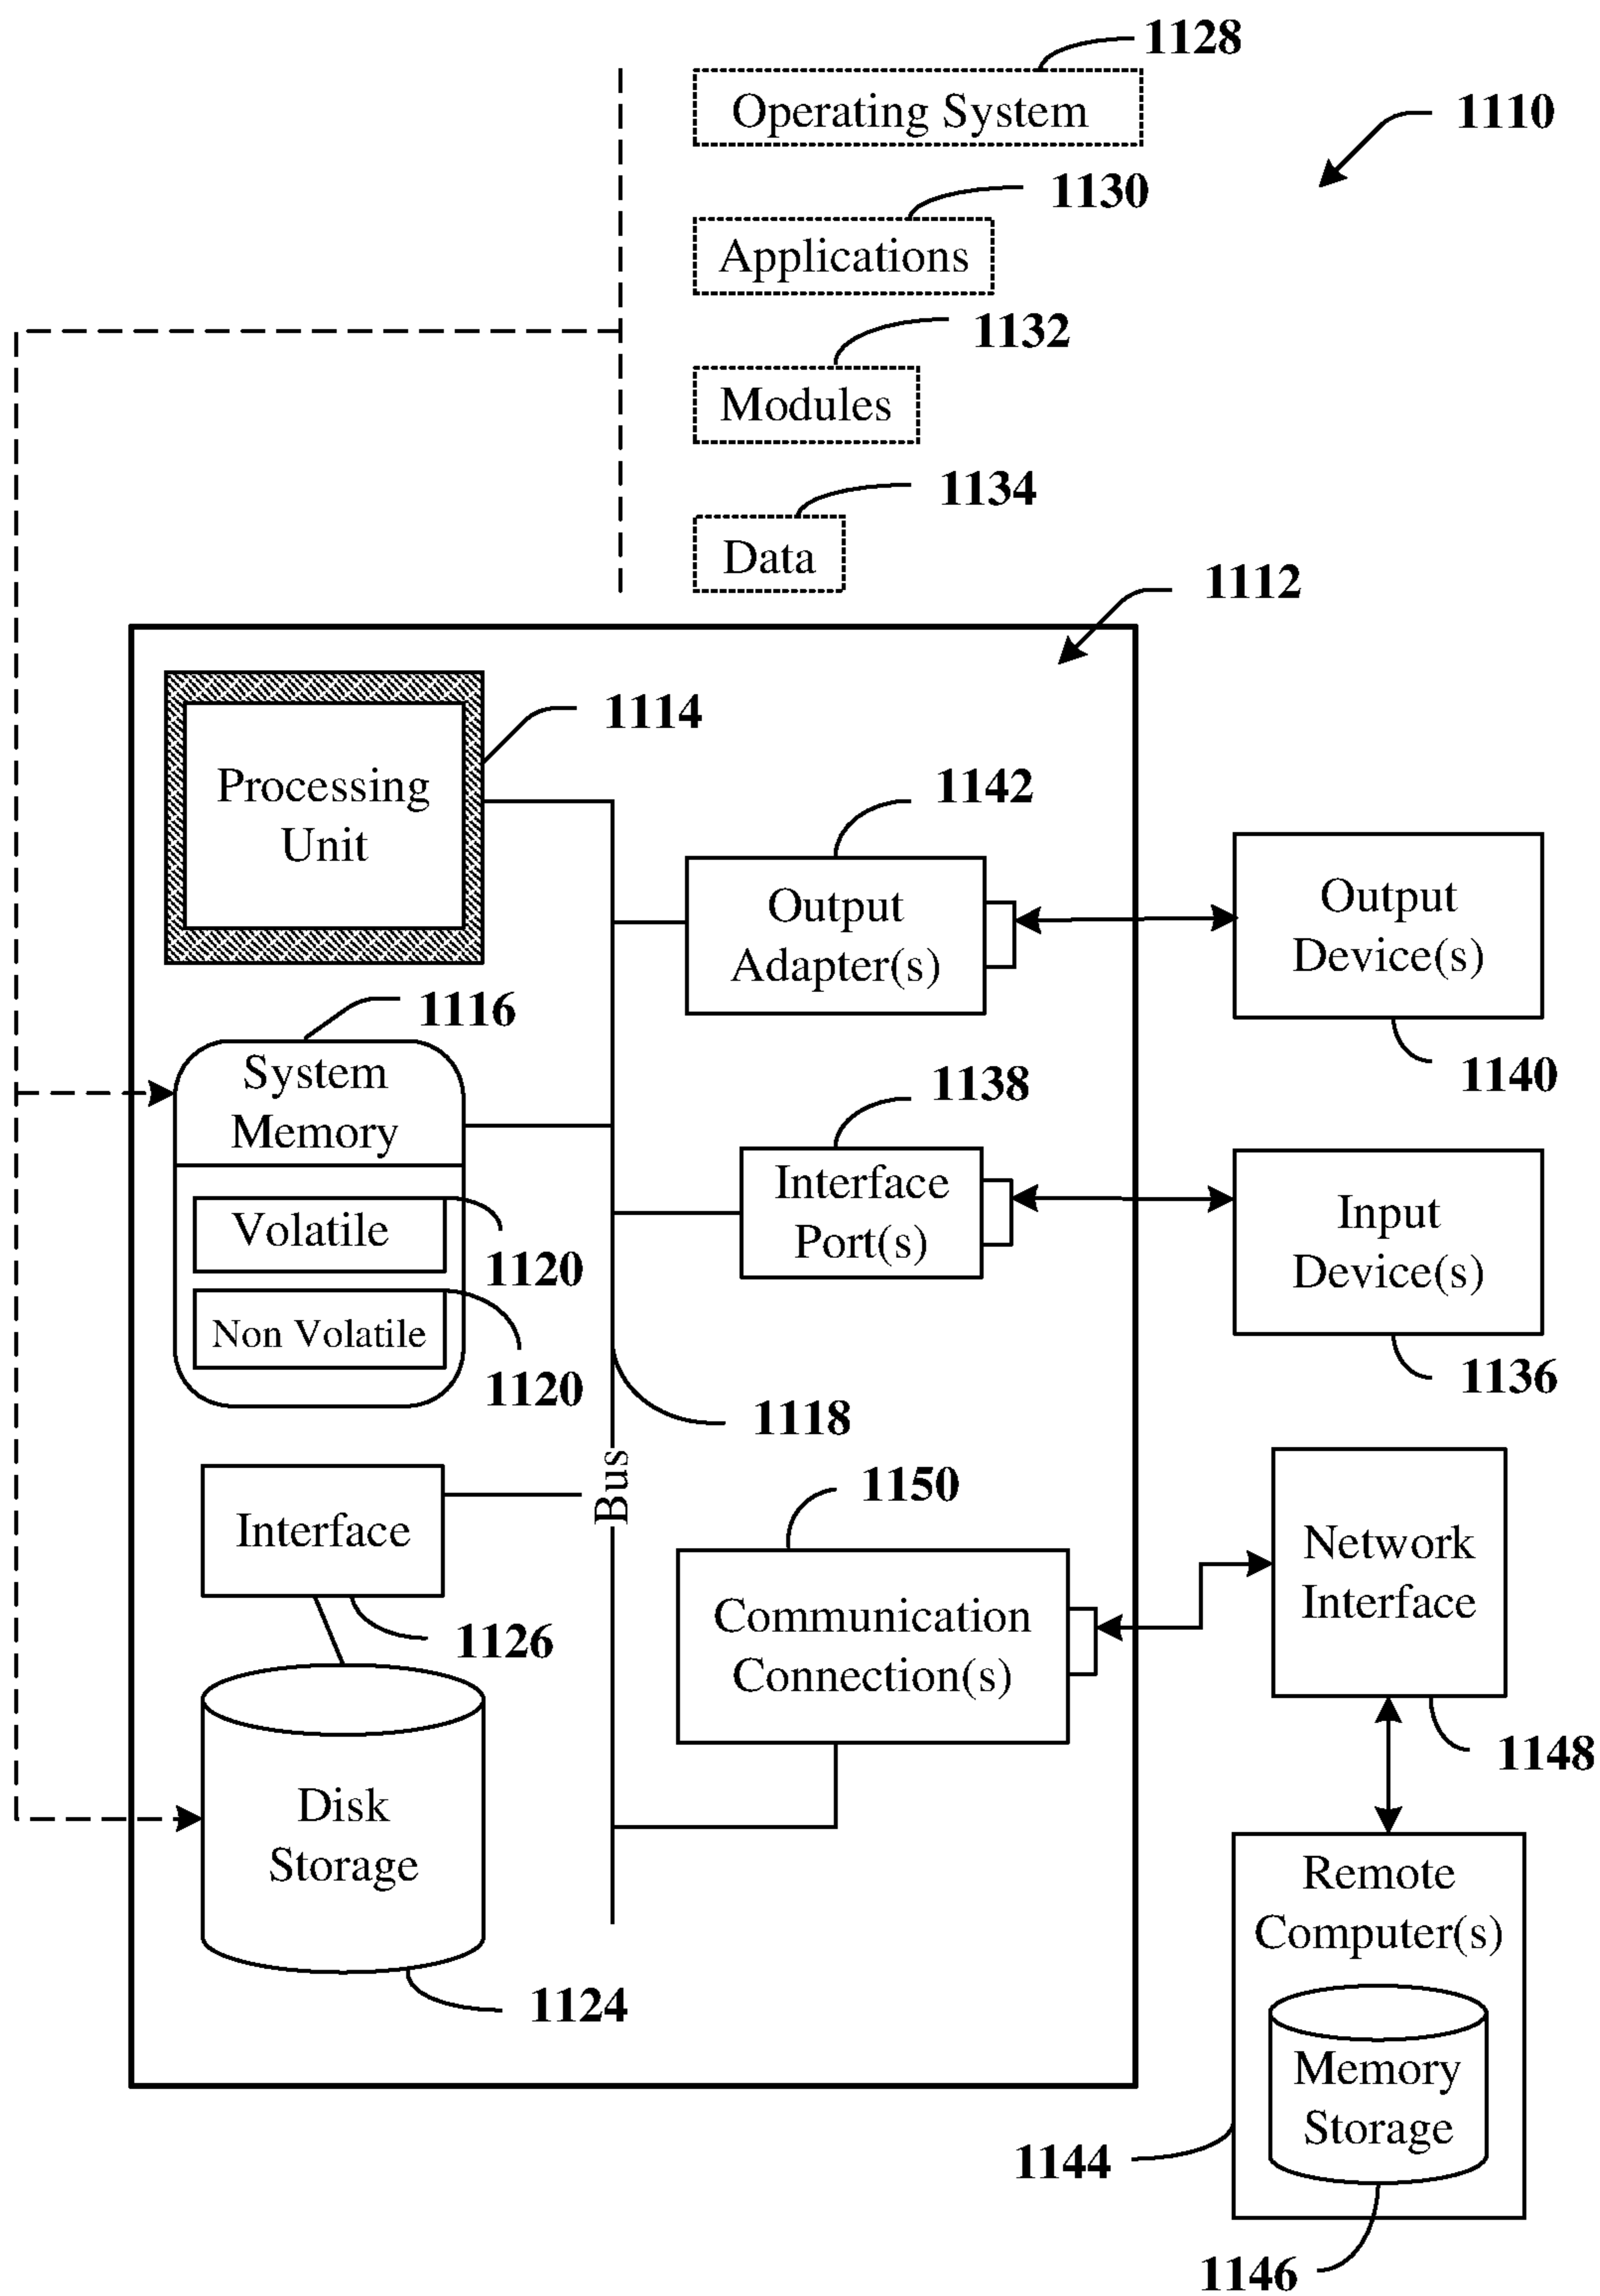 1128
Operating System
1110
1130
Applications
1132
Modules
1134
Data
1112
1114
Processing
Unit
1142
Output
Adapter(s)
Output
Device(s)
1140
1116
System
Memory
1138
Interface
Port(s)
Input
Device(s)
1136
Volatile
1120
Non Volatile
1120
1118
Bus
1150
Interface
1126
Communication
Connection(s)
Network
Interface
1148
Disk
Storage
1124
Remote
Computer(s)
Memory
Storage
1144
1146